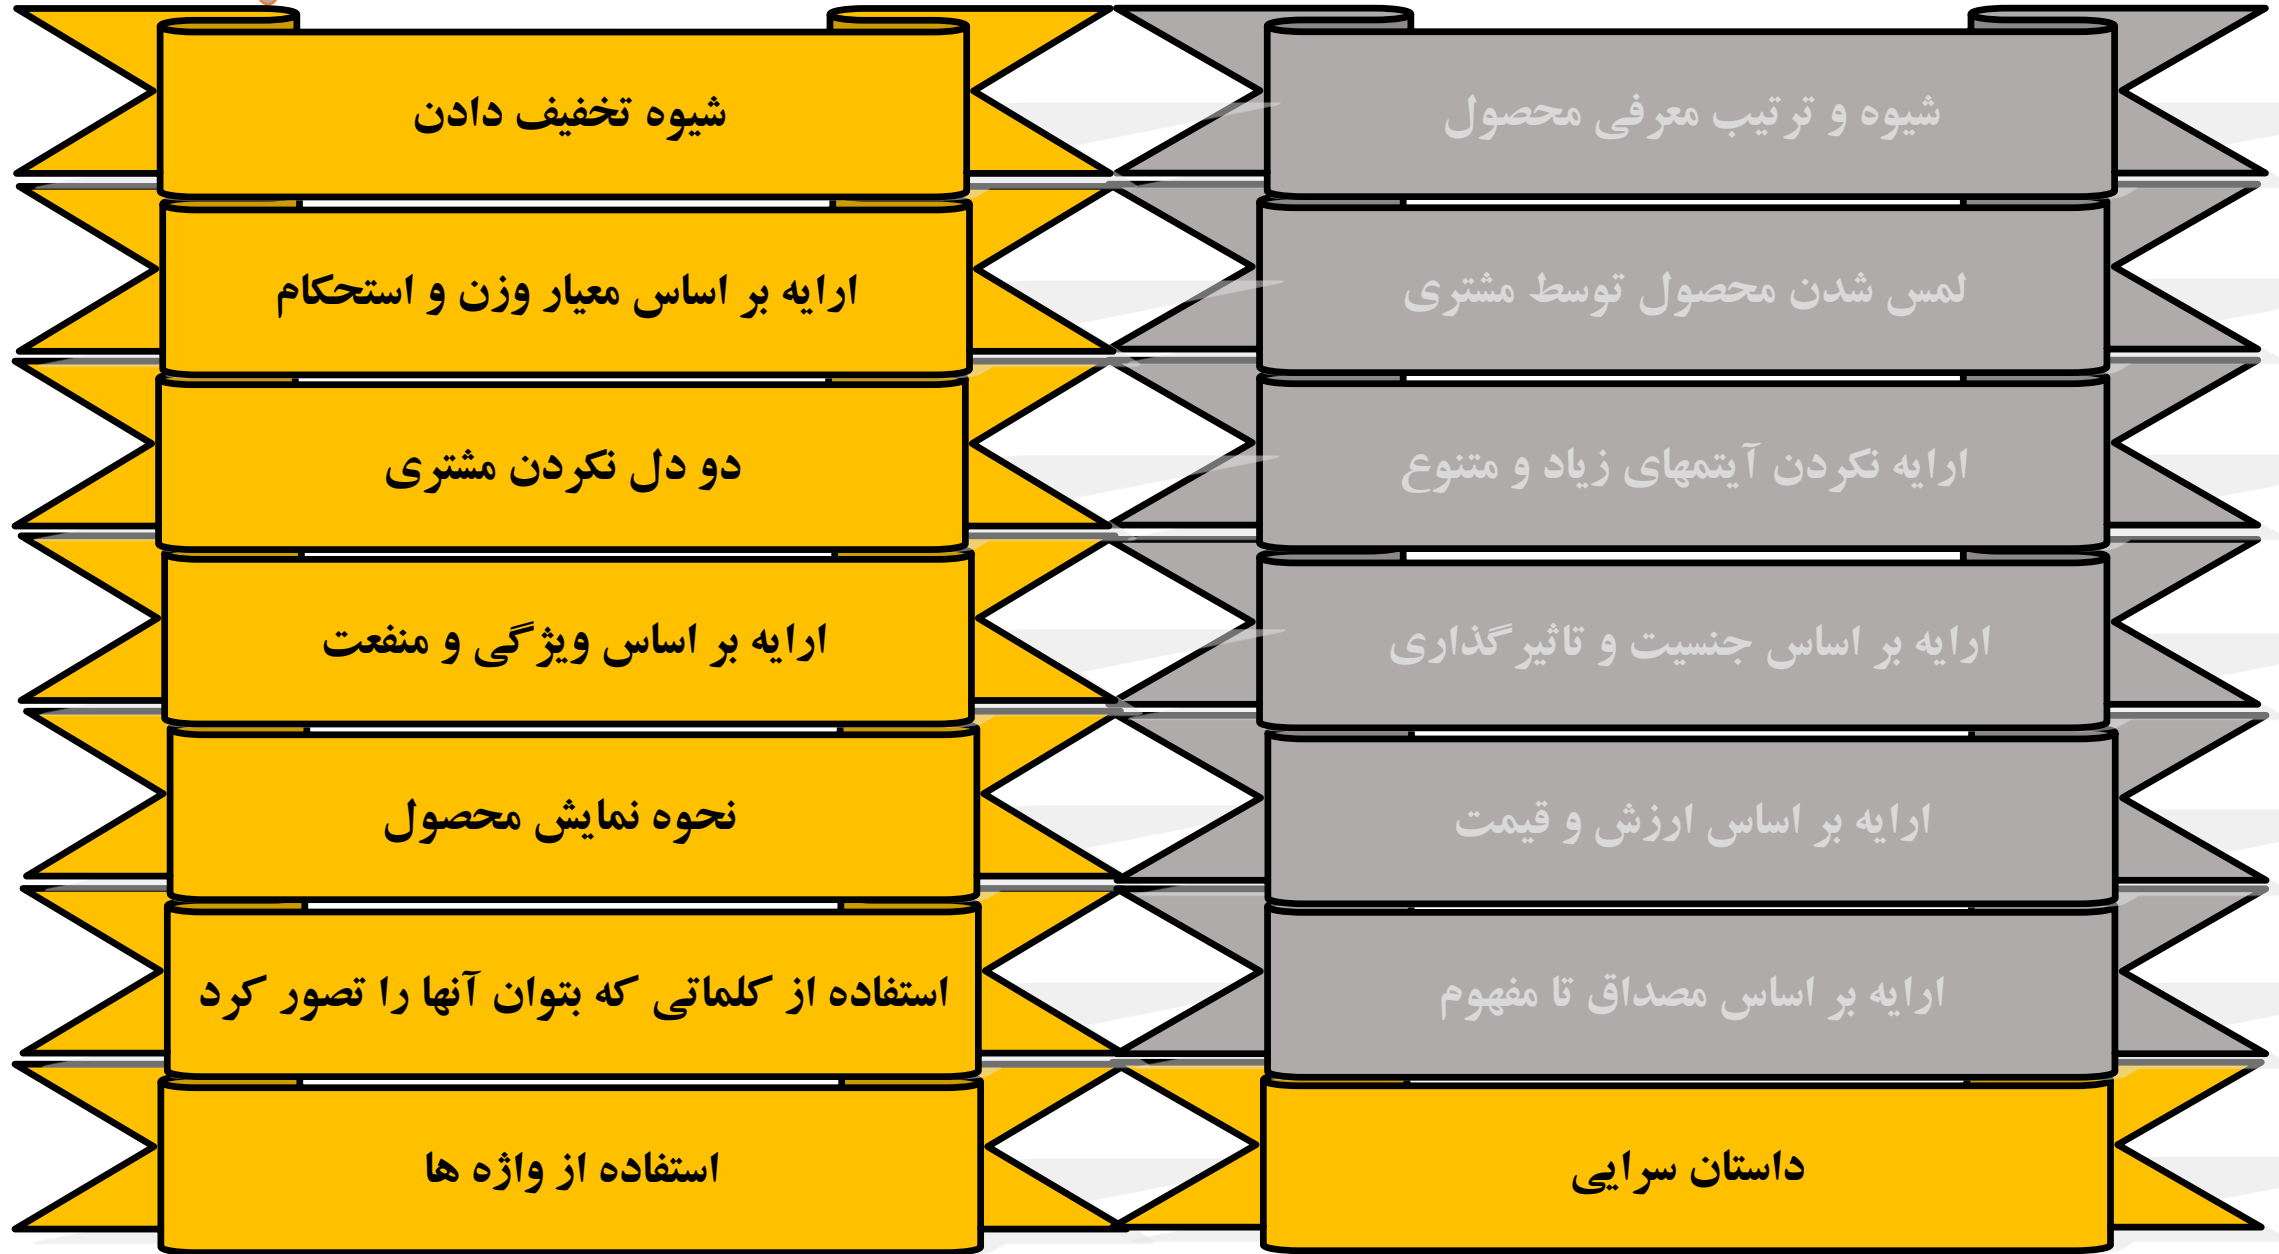 شیوه و ترتیب معرفی محصول
لمس شدن محصول توسط مشتری
ارایه نکردن آیتمهای زیاد و متنوع
ارایه بر اساس جنسیت و تاثیرگذاری
ارایه بر اساس ارزش و قیمت
ارایه بر اساس مصداق تا مفهوم
داستان سرایی
شیوه تخفیف دادن
ارایه بر اساس معیار وزن و استحکام
دو دل نکردن مشتری
ارایه بر اساس ویژگی و منفعت
نحوه نمایش محصول
استفاده از کلماتی که بتوان آنها را تصور کرد
استفاده از واژه ها